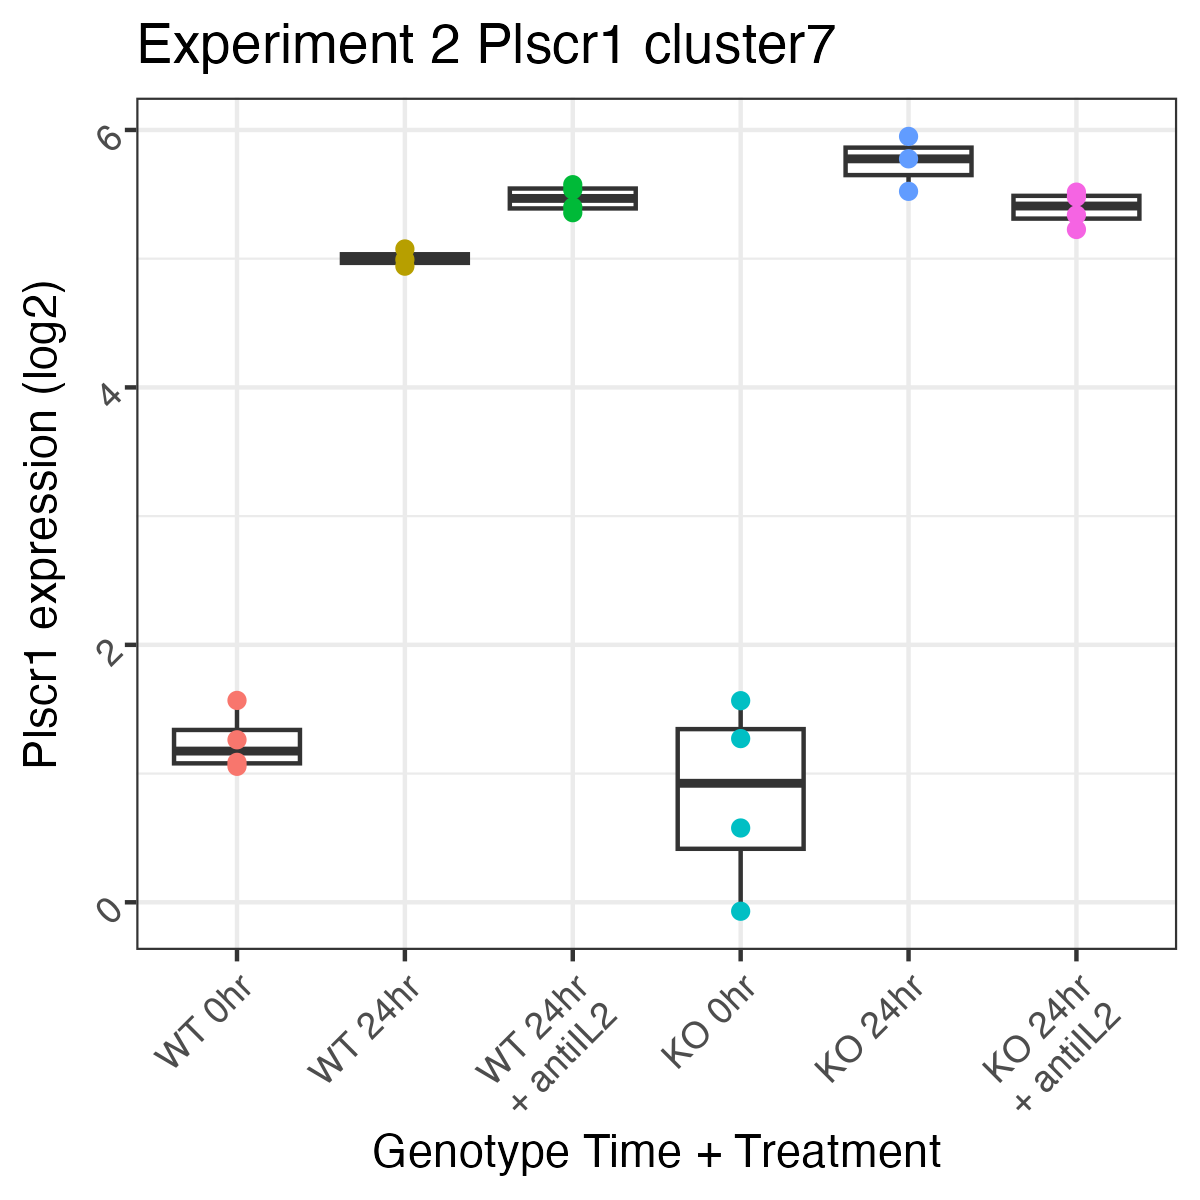 Experiment 2 Plscr1 cluster7
Plscr1 expression (log2)
6
4
2
0
WT 0hr
WT 24hr
WT 24hr
+ antiIL2
KO 0hr
KO 24hr
KO 24hr
+ antiIL2
Genotype Time + Treatment